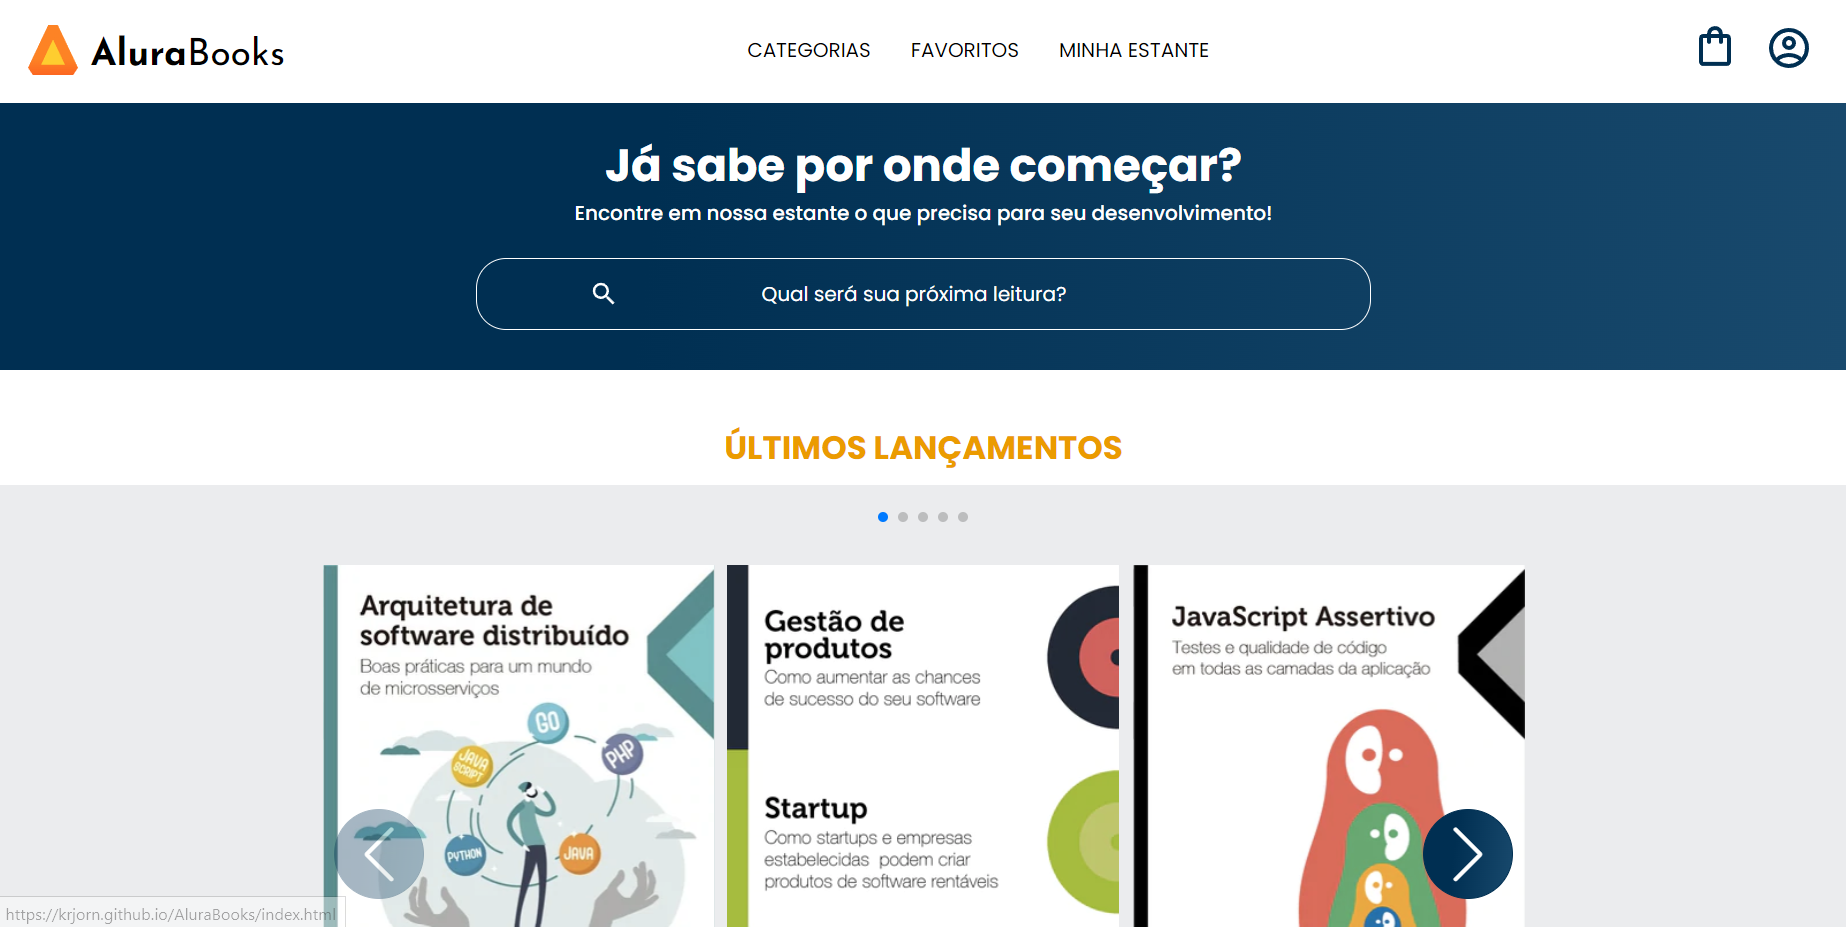 AluraBooks
CATEGORIAS FAVORITOS MINHA ESTANTE
Já sabe por onde começar?
Encontre em nossa estante o que precisa para seu desenvolvimento!
Qual será sua próxima leitura?
ÚLTIMOS LANÇAMENTOS
Arquitetura de
software distribuído
Boas práticas para um mundo
de microsserviços
GO
PHP
JAVA
SCRIPT
PYTHON
JAVA
Gestão de
produtos
Como aumentar as chances
de sucesso do seu software
Startup
Como startups e empresas
estabelecidas podem criar
produtos de software rentáveis
JavaScript Assertivo
Testes e qualidade de código
em todas as camadas da aplicação
https://krjorn.github.io/AluraBooks/index.html